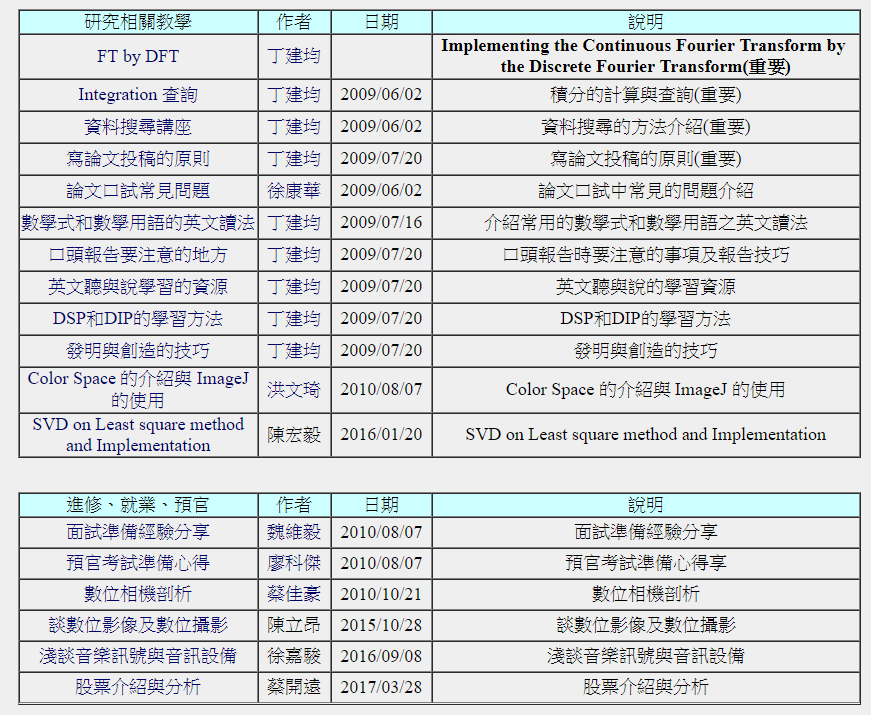 研究相關教學 作者 日期 說明
FT by DFT 丁建均 Implementing the Continuous Fourier Transform by
the Discrete Fourier Transform(重要)
Integration 查詢 丁建均 2009/06/02 積分的計算與查詢(重要)
資料搜尋講座 丁建均 2009/06/02 資料搜尋的方法介紹(重要)
寫論文投稿的原則 丁建均 2009/07/20 寫論文投稿的原則(重要)
論文口試常見問題 徐康華 2009/06/02 論文口試中常見的問題介紹
數學式和數學用語的英文讀法 丁建均 2009/07/16 介紹常用的數學式和數學用語之英文讀法
口頭報告要注意的地方 丁建均 2009/07/20 口頭報告時要注意的事項及報告技巧
英文聽與說學習的資源 丁建均 2009/07/20 英文聽與說的學習資源
DSP和DIP的學習方法 丁建均 2009/07/20 DSP和DIP的學習方法
發明與創造的技巧 丁建均 2009/07/20 發明與創造的技巧
Color Space 的介紹與 ImageJ
的使用 洪文琦 2010/08/07 Color Space 的介紹與 ImageJ 的使用
SVD on Least square method
and Implementation 陳宏毅 2016/01/20 SVD on Least square method and Implementation
進修、就業、預官 作者 日期 說明
面試準備經驗分享 魏維毅 2010/08/07 面試準備經驗分享
預官考試準備心得 廖科傑 2010/08/07 預官考試準備心得享
數位相機剖析 蔡佳豪 2010/10/21 數位相機剖析
談數位影像及數位攝影 陳立昂 2015/10/28 談數位影像及數位攝影
淺談音樂訊號與音訊設備 徐嘉駿 2016/09/08 淺談音樂訊號與音訊設備
股票介紹與分析 蔡開遠 2017/03/28 股票介紹與分析